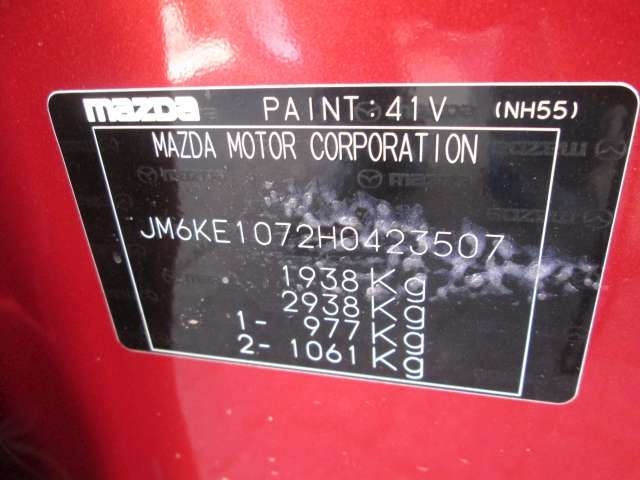 mazda PAINT:41V (NH55)
MAZDA MOTOR CORPORATION
JM6KE1072H0423507
1938Kg
2938Kg
1- 977Kg
2- 1061Kg